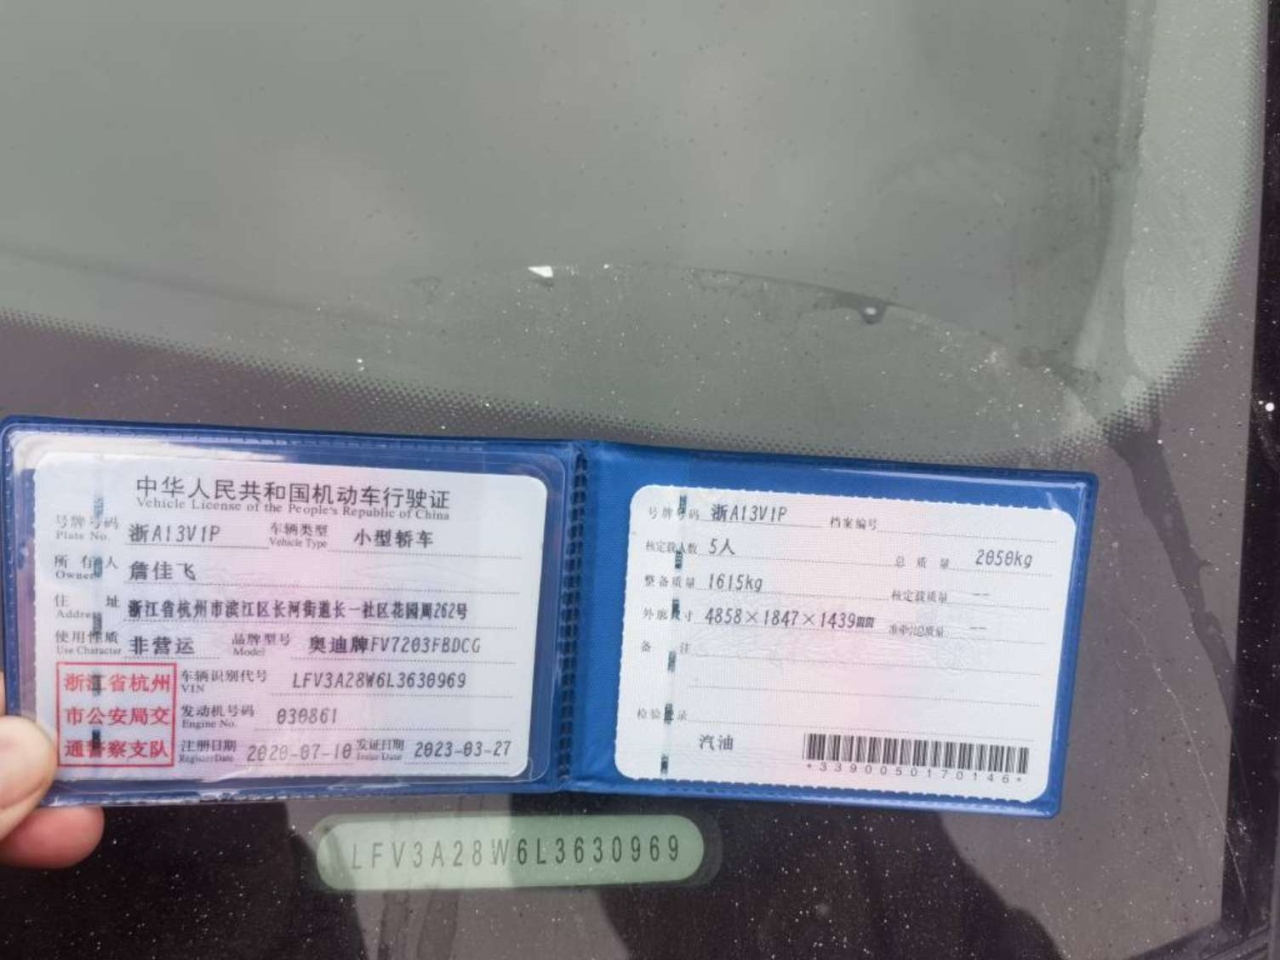 中华人民共和国机动车行驶证
Vehicle License of the People's Republic of China
号牌号码 浙A13V1P 车辆类型 小型轿车
Plate No. Vehicle Type
所有人 詹佳飞
Owner
住址 浙江省杭州市滨江区长河街道长一社区花园周262号
Address
使用性质 非营运 品牌型号 奥迪牌FV7203FBDCG
Use Character Model
浙江省杭州
市公安局交
通警察支队
车辆识别代号 LFV3A28W6L3630969
VIN
发动机号码 030861
Engine No.
注册日期 2020-07-10 发证日期 2023-03-27
Register Date Issue Date
号牌号码 浙A13V1P 档案编号
核定载人数 5人 总质量 2050kg
整备质量 1615kg 核定载质量 --
外廓尺寸 4858×1847×1439mm 准牵引总质量 --
备注
检验记录
汽油
*3390050170146*
LFV3A28W6L3630969